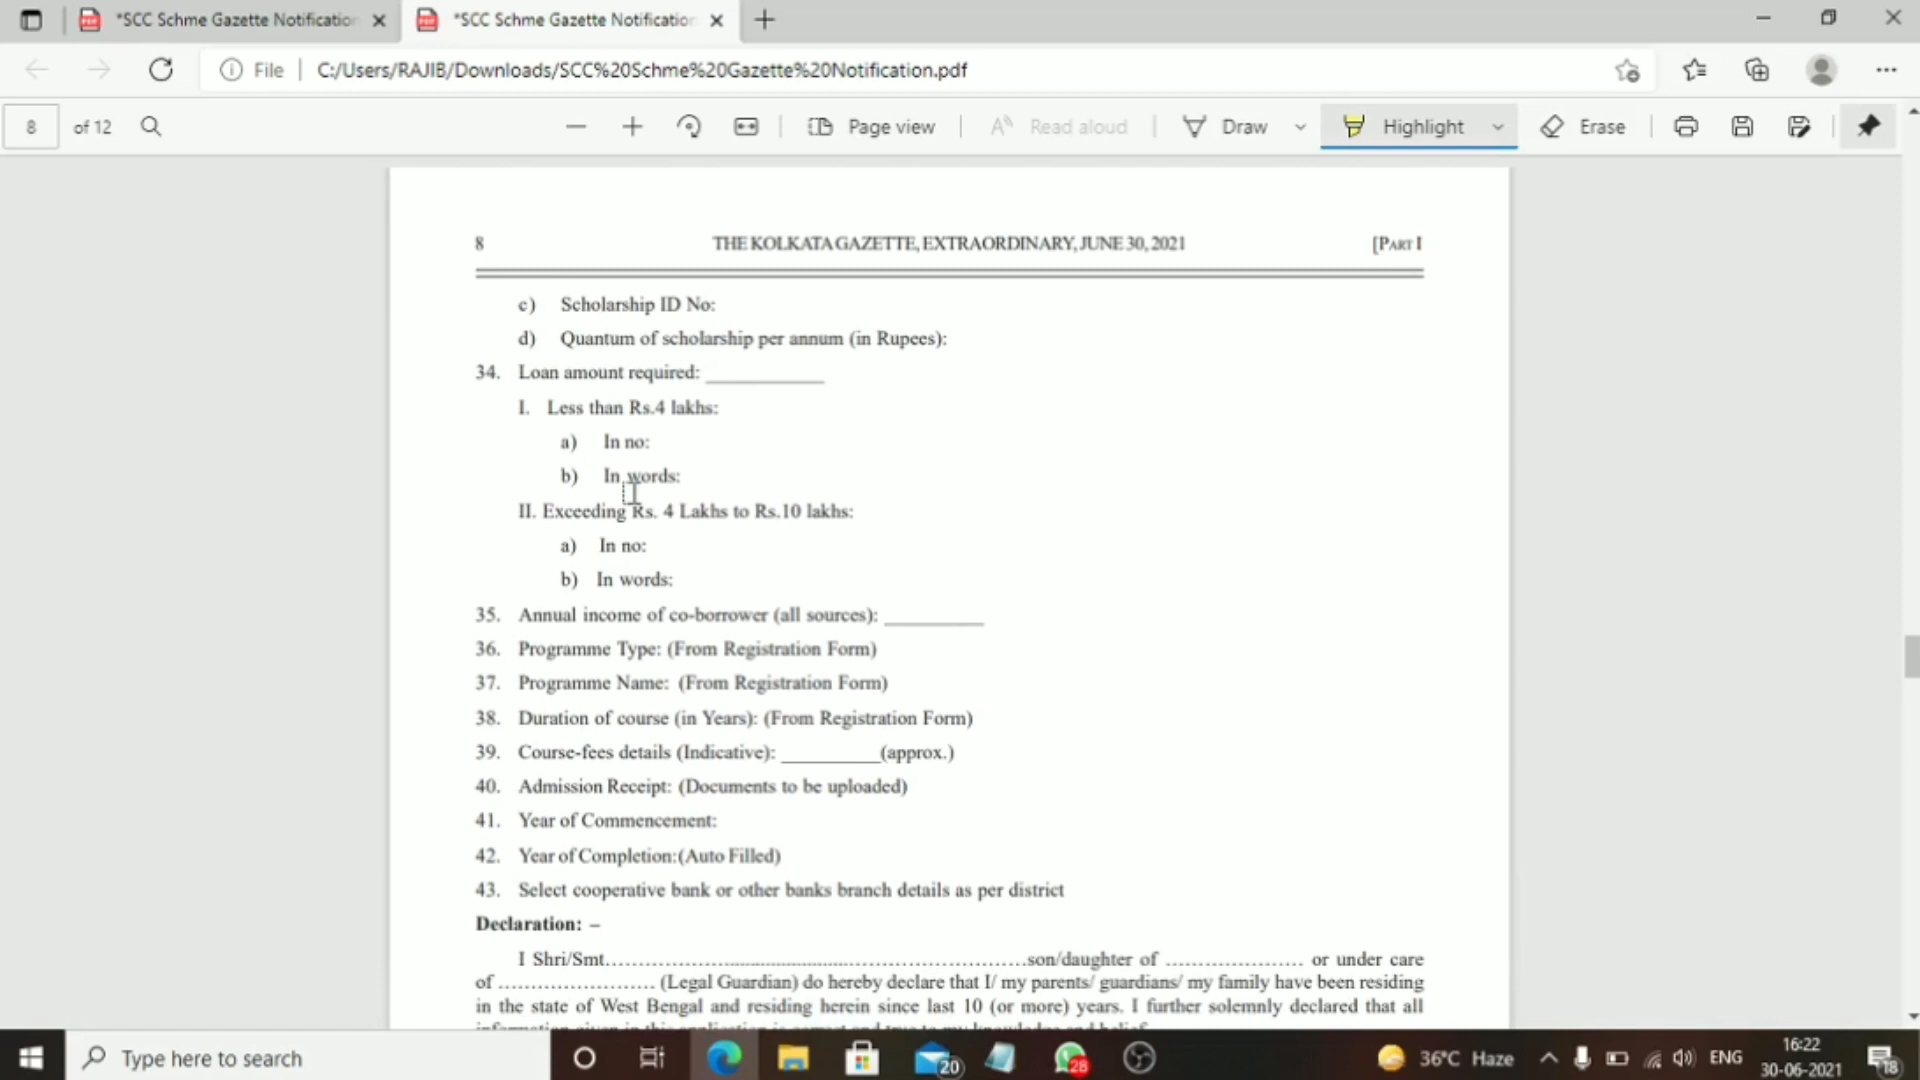 *SCC Schme Gazette Notificatio
*SCC Schme Gazette Notificatio
File
C:/Users/RAJIB/Downloads/SCC%20Schme%20Gazette%20Notification.pdf
8 of 12
Page view
Read aloud
Draw
Highlight
Erase
8 THE KOLKATA GAZETTE, EXTRAORDINARY, JUNE 30, 2021 [PART I
c) Scholarship ID No:
d) Quantum of scholarship per annum (in Rupees):
34. Loan amount required: ____________
I. Less than Rs.4 lakhs:
a) In no:
b) In words:
II. Exceeding Rs. 4 Lakhs to Rs.10 lakhs:
a) In no:
b) In words:
35. Annual income of co-borrower (all sources): __________
36. Programme Type: (From Registration Form)
37. Programme Name: (From Registration Form)
38. Duration of course (in Years): (From Registration Form)
39. Course-fees details (Indicative): __________(approx.)
40. Admission Receipt: (Documents to be uploaded)
41. Year of Commencement:
42. Year of Completion:(Auto Filled)
43. Select cooperative bank or other banks branch details as per district
Declaration: –
I Shri/Smt.................................................................son/daughter of ..................... or under care
of ........................ (Legal Guardian) do hereby declare that I/ my parents/ guardians/ my family have been residing
in the state of West Bengal and residing herein since last 10 (or more) years. I further solemnly declared that all
Type here to search
20
28
36°C Haze
ENG
16:22
30-06-2021
18